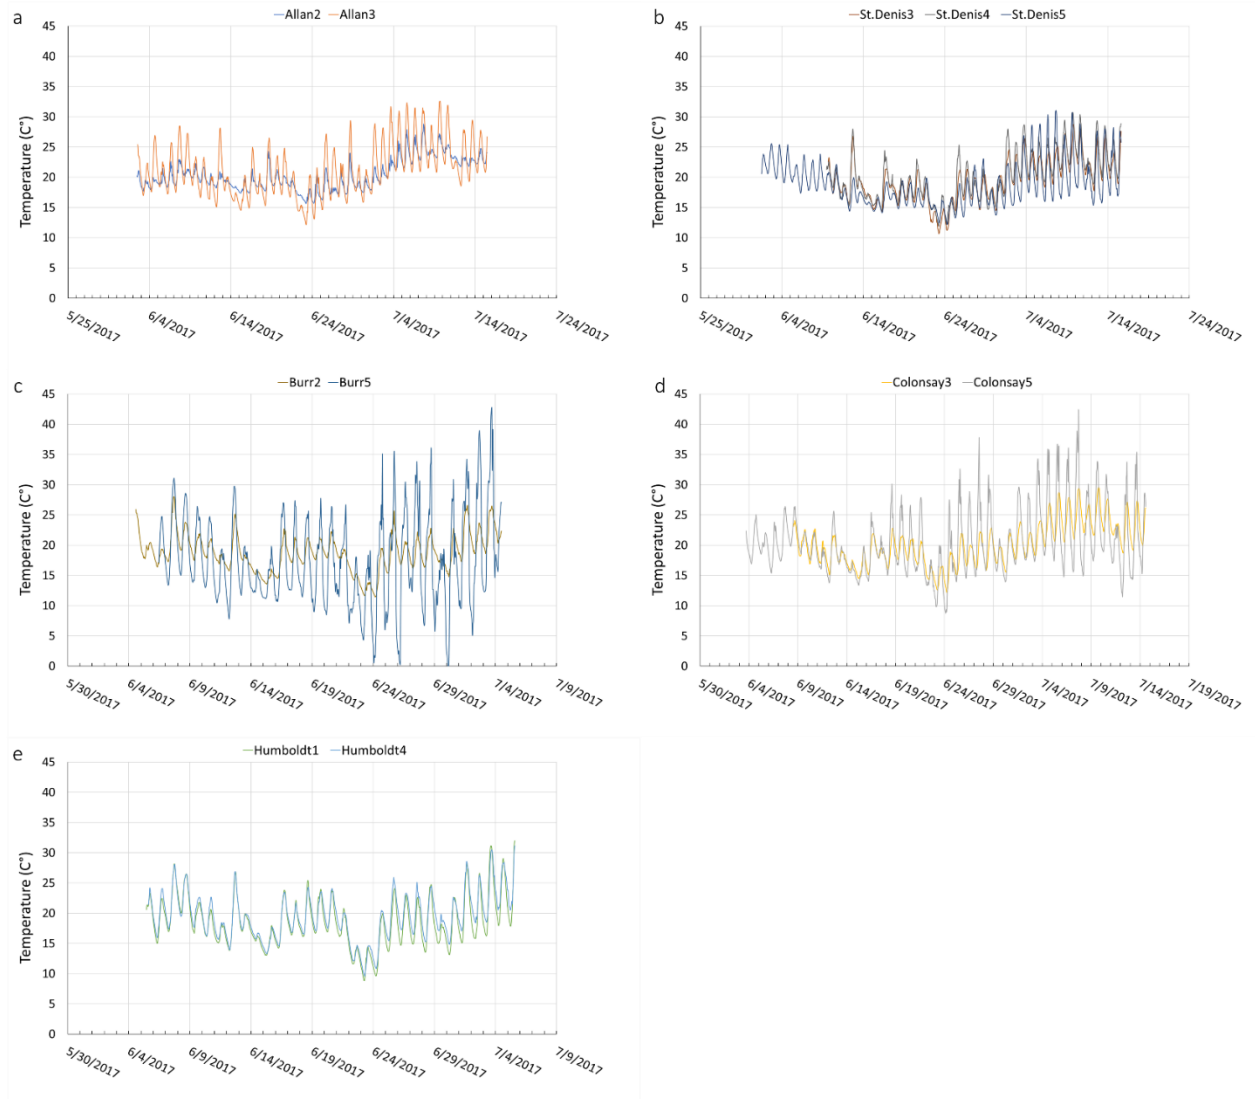 a
Allan2 Allan3
45
40
35
30
25
20
15
10
5
0
Temperature (C°)
5/25/2017 6/4/2017 6/14/2017 6/24/2017 7/4/2017 7/14/2017 7/24/2017
b
St.Denis3 St.Denis4 St.Denis5
45
40
35
30
25
20
15
10
5
0
Temperature (C°)
5/25/2017 6/4/2017 6/14/2017 6/24/2017 7/4/2017 7/14/2017 7/24/2017
c
Burr2 Burr5
45
40
35
30
25
20
15
10
5
0
Temperature (C°)
5/30/2017 6/4/2017 6/9/2017 6/14/2017 6/19/2017 6/24/2017 6/29/2017 7/4/2017 7/9/2017
d
Colonsay3 Colonsay5
45
40
35
30
25
20
15
10
5
0
Temperature (C°)
5/30/2017 6/4/2017 6/9/2017 6/14/2017 6/19/2017 6/24/2017 6/29/2017 7/4/2017 7/9/2017 7/14/2017 7/19/2017
e
Humboldt1 Humboldt4
45
40
35
30
25
20
15
10
5
0
Temperature (C°)
5/30/2017 6/4/2017 6/9/2017 6/14/2017 6/19/2017 6/24/2017 6/29/2017 7/4/2017 7/9/2017